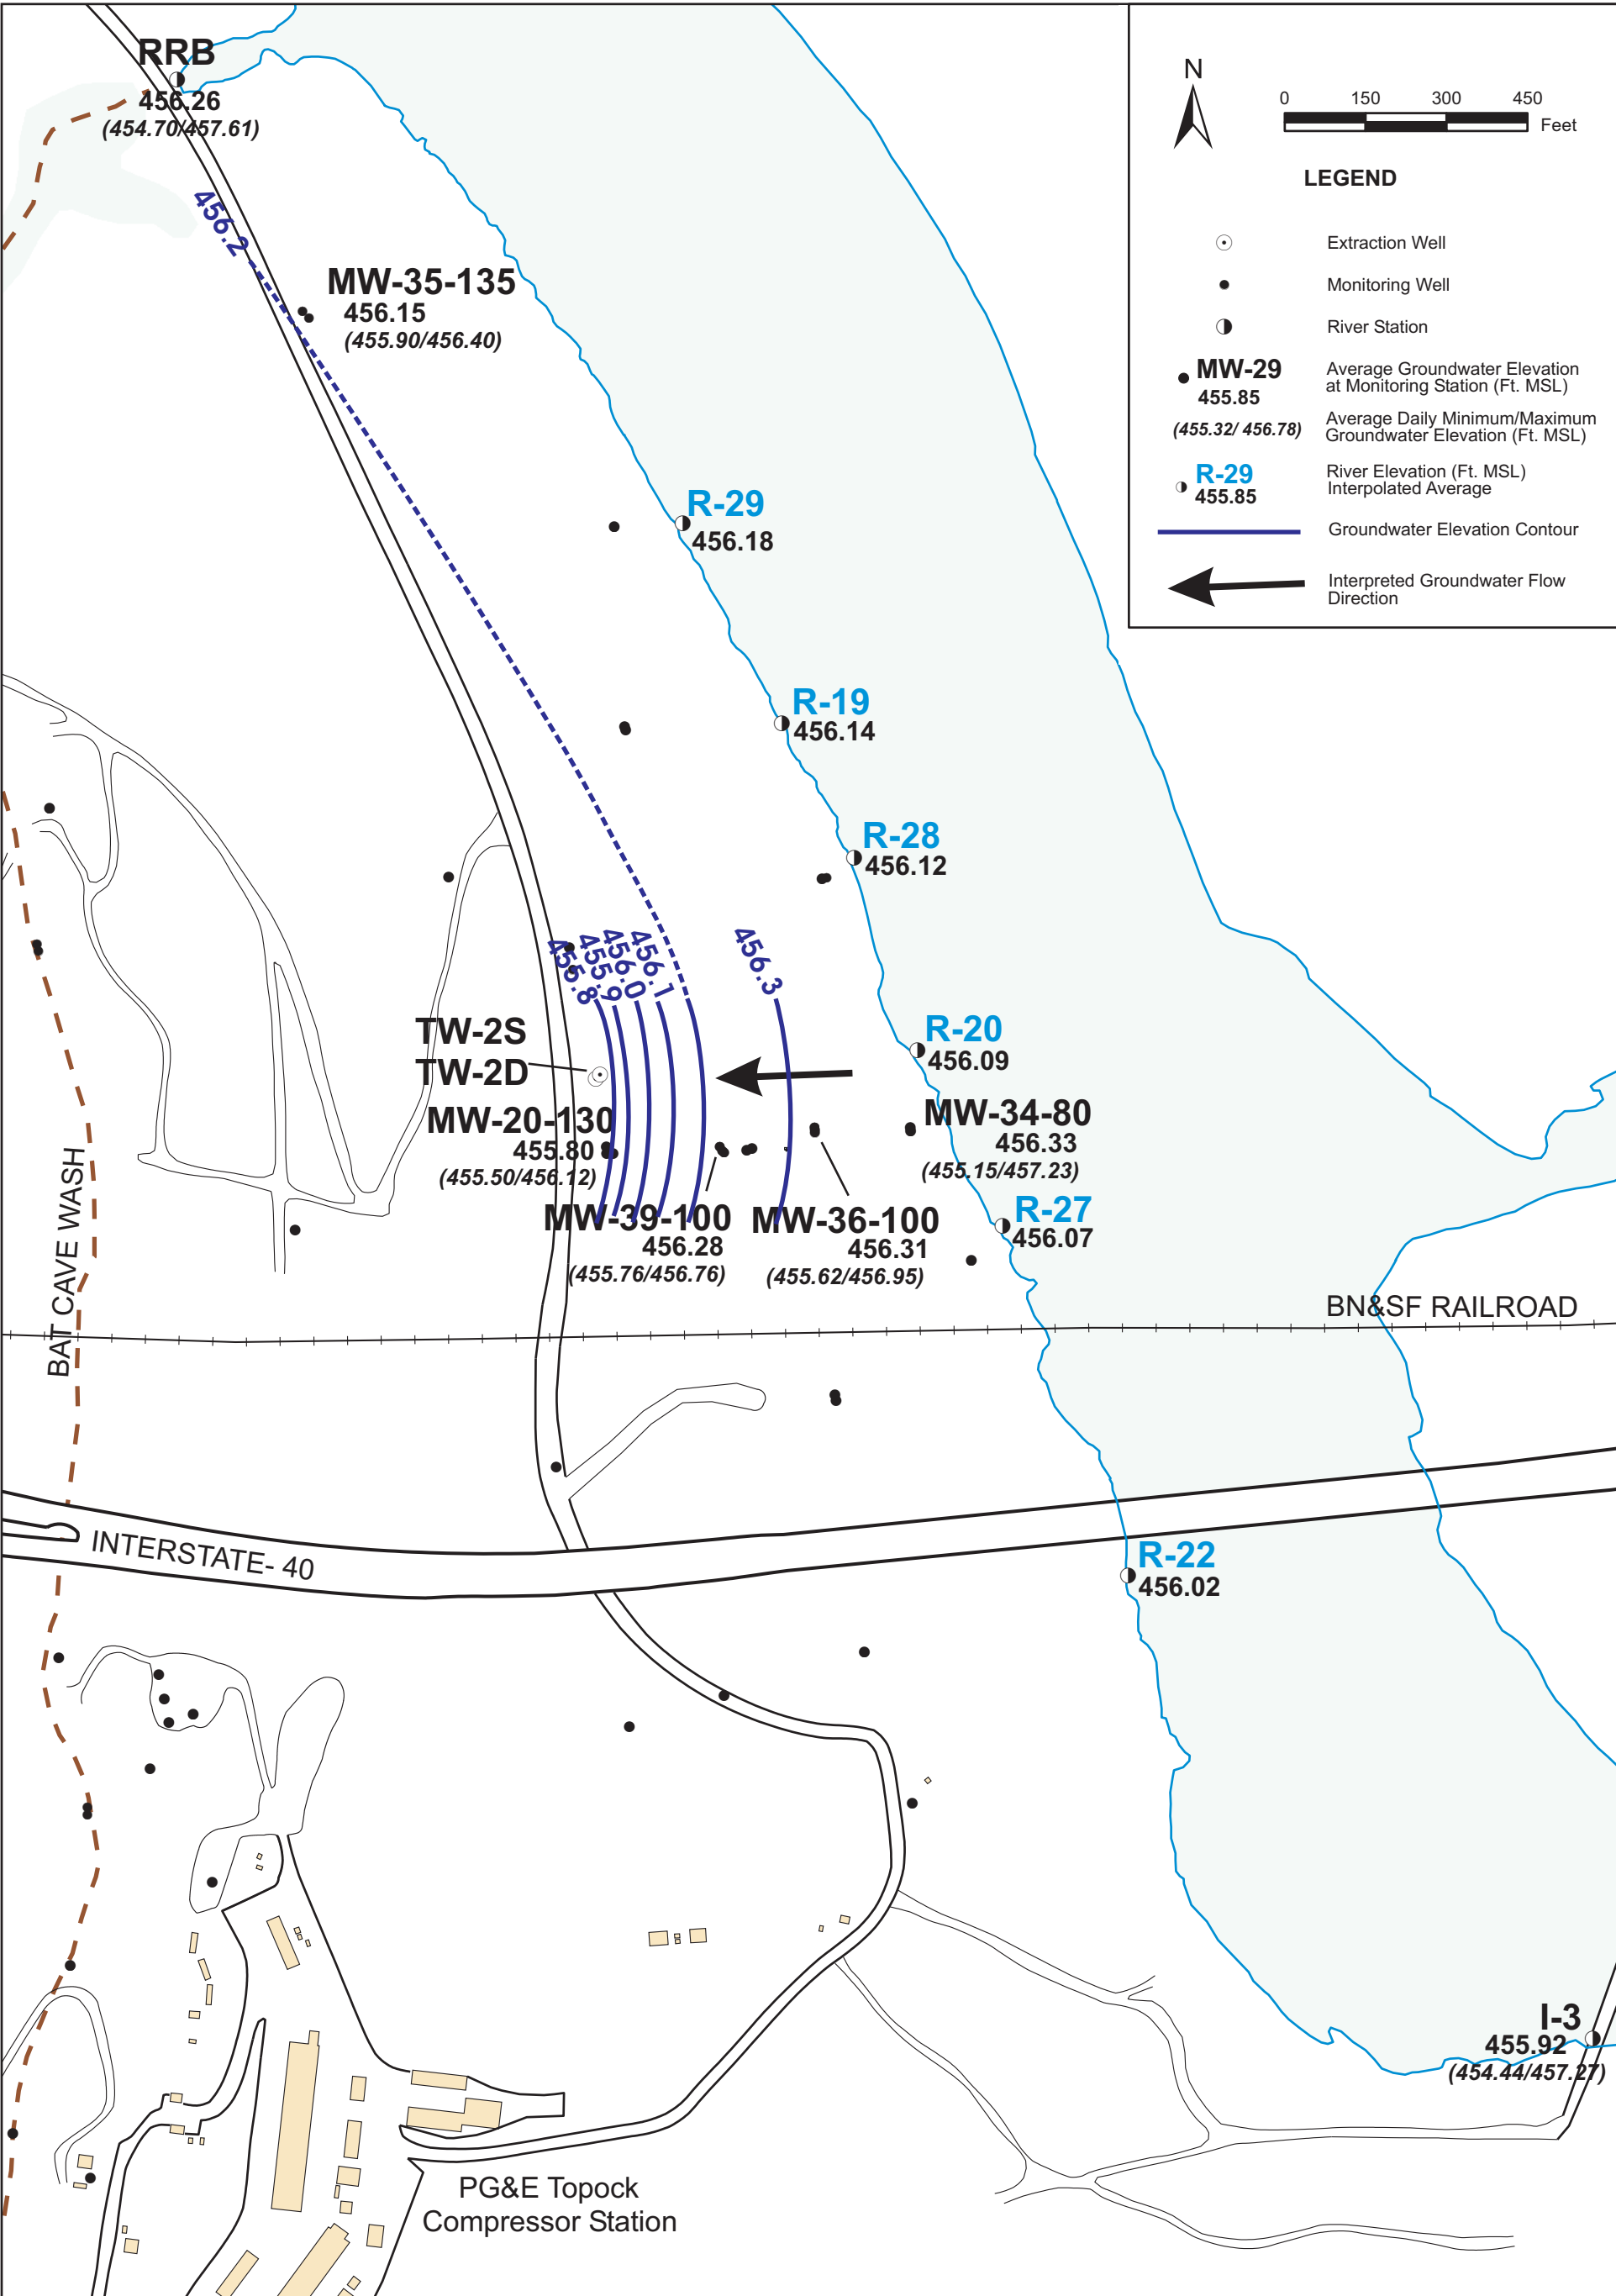 RRB
456.26
(454.70/457.61)
N
0 150 300 450
Feet
LEGEND
Extraction Well
Monitoring Well
River Station
MW-29
455.85
(455.32/ 456.78)
Average Groundwater Elevation
at Monitoring Station (Ft. MSL)
Average Daily Minimum/Maximum
Groundwater Elevation (Ft. MSL)
R-29
455.85
River Elevation (Ft. MSL)
Interpolated Average
Groundwater Elevation Contour
Interpreted Groundwater Flow
Direction
456.2
MW-35-135
456.15
(455.90/456.40)
R-29
456.18
R-19
456.14
R-28
456.12
455.8
455.9
456.0
456.1
456.3
TW-2S
TW-2D
R-20
456.09
MW-20-130
455.80
(455.50/456.12)
MW-34-80
456.33
(455.15/457.23)
MW-39-100
456.28
(455.76/456.76)
MW-36-100
456.31
(455.62/456.95)
R-27
456.07
BAT CAVE WASH
BN&SF RAILROAD
INTERSTATE- 40
R-22
456.02
I-3
455.92
(454.44/457.27)
PG&E Topock
Compressor Station